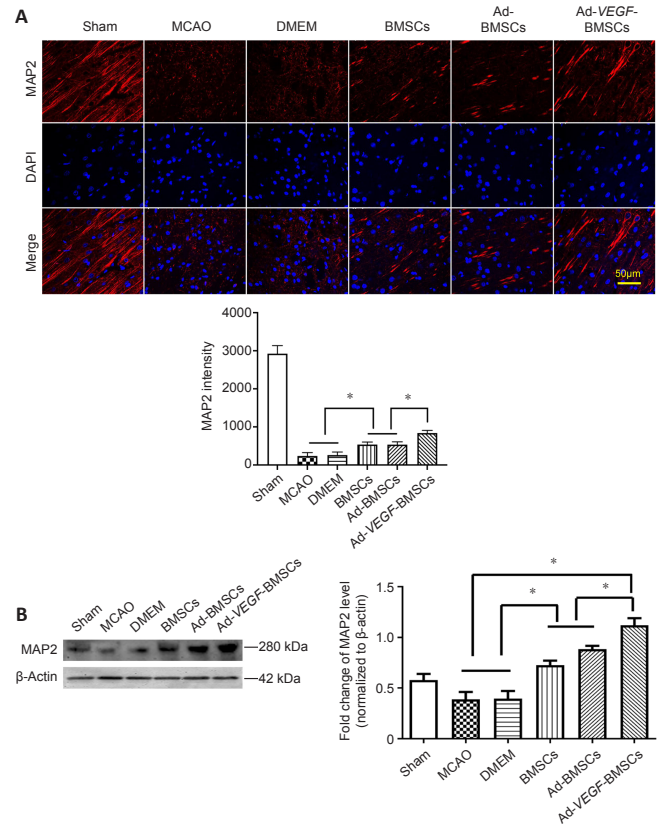 A
Sham
MCAO
DMEM
BMSCs
Ad-
BMSCs
Ad-VEGF-
BMSCs
MAP2
DAPI
Merge
50μm
MAP2 intensity
4000
3000
2000
1000
0
*
*
Sham
MCAO
DMEM
BMSCs
Ad-BMSCs
Ad-VEGF-BMSCs
B
Sham
MCAO
DMEM
BMSCs
Ad-BMSCs
Ad-VEGF-BMSCs
MAP2
280 kDa
β-Actin
42 kDa
Fold change of MAP2 level
(normalized to β-actin)
1.5
1.0
0.5
0
*
*
*
Sham
MCAO
DMEM
BMSCs
Ad-BMSCs
Ad-VEGF-BMSCs